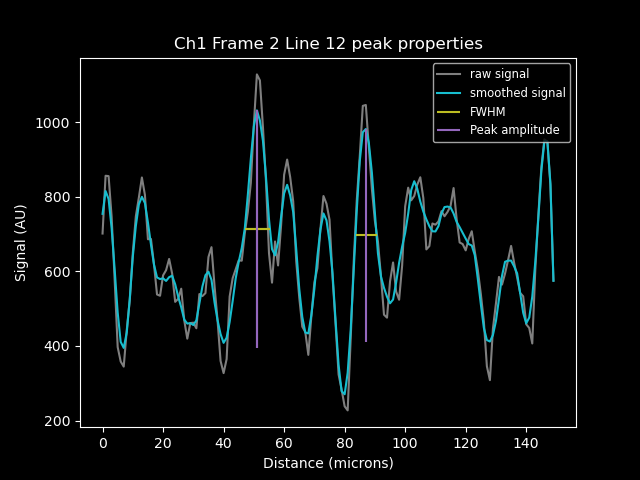 Ch1 Frame 2 Line 12 peak properties
raw signal
smoothed signal
FWHM
Peak amplitude
Signal (AU)
1000
800
600
400
200
0 20 40 60 80 100 120 140
Distance (microns)